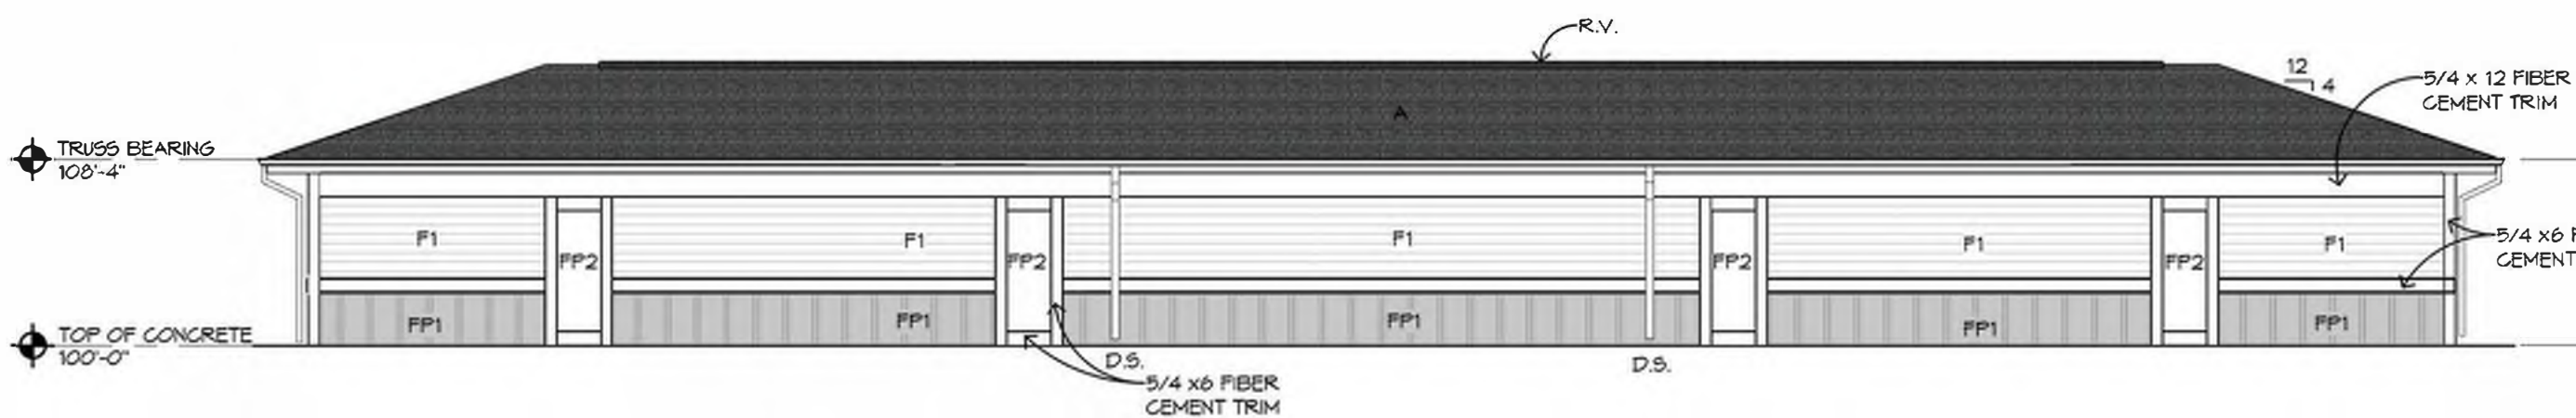 R.V.
12
4
5/4 x 12 FIBER
CEMENT TRIM
A
TRUSS BEARING
108'-4"
F1
F1
F1
F1
F1
FP2
FP2
FP2
FP2
5/4 x6
CEMENT
FP1
FP1
FP1
FP1
FP1
TOP OF CONCRETE
100'-0"
D.S.
D.S.
5/4 x6 FIBER
CEMENT TRIM